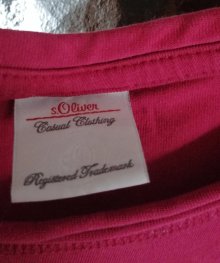 s.Oliver
Casual Clothing
Registered Trademark